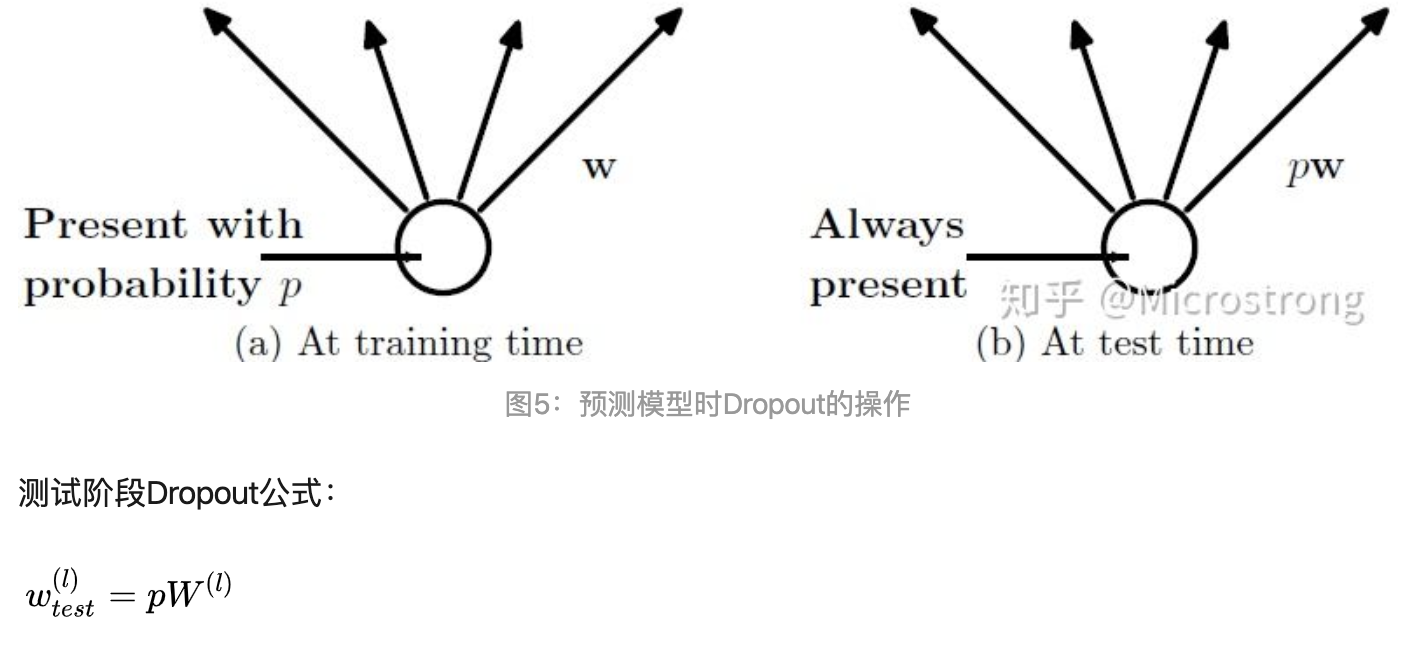 w
pw
Present with
probability p
Always
present
知乎 @Microstrong
(a) At training time
(b) At test time
图5：预测模型时Dropout的操作
测试阶段Dropout公式：
w_{test}^{(l)} = pW^{(l)}